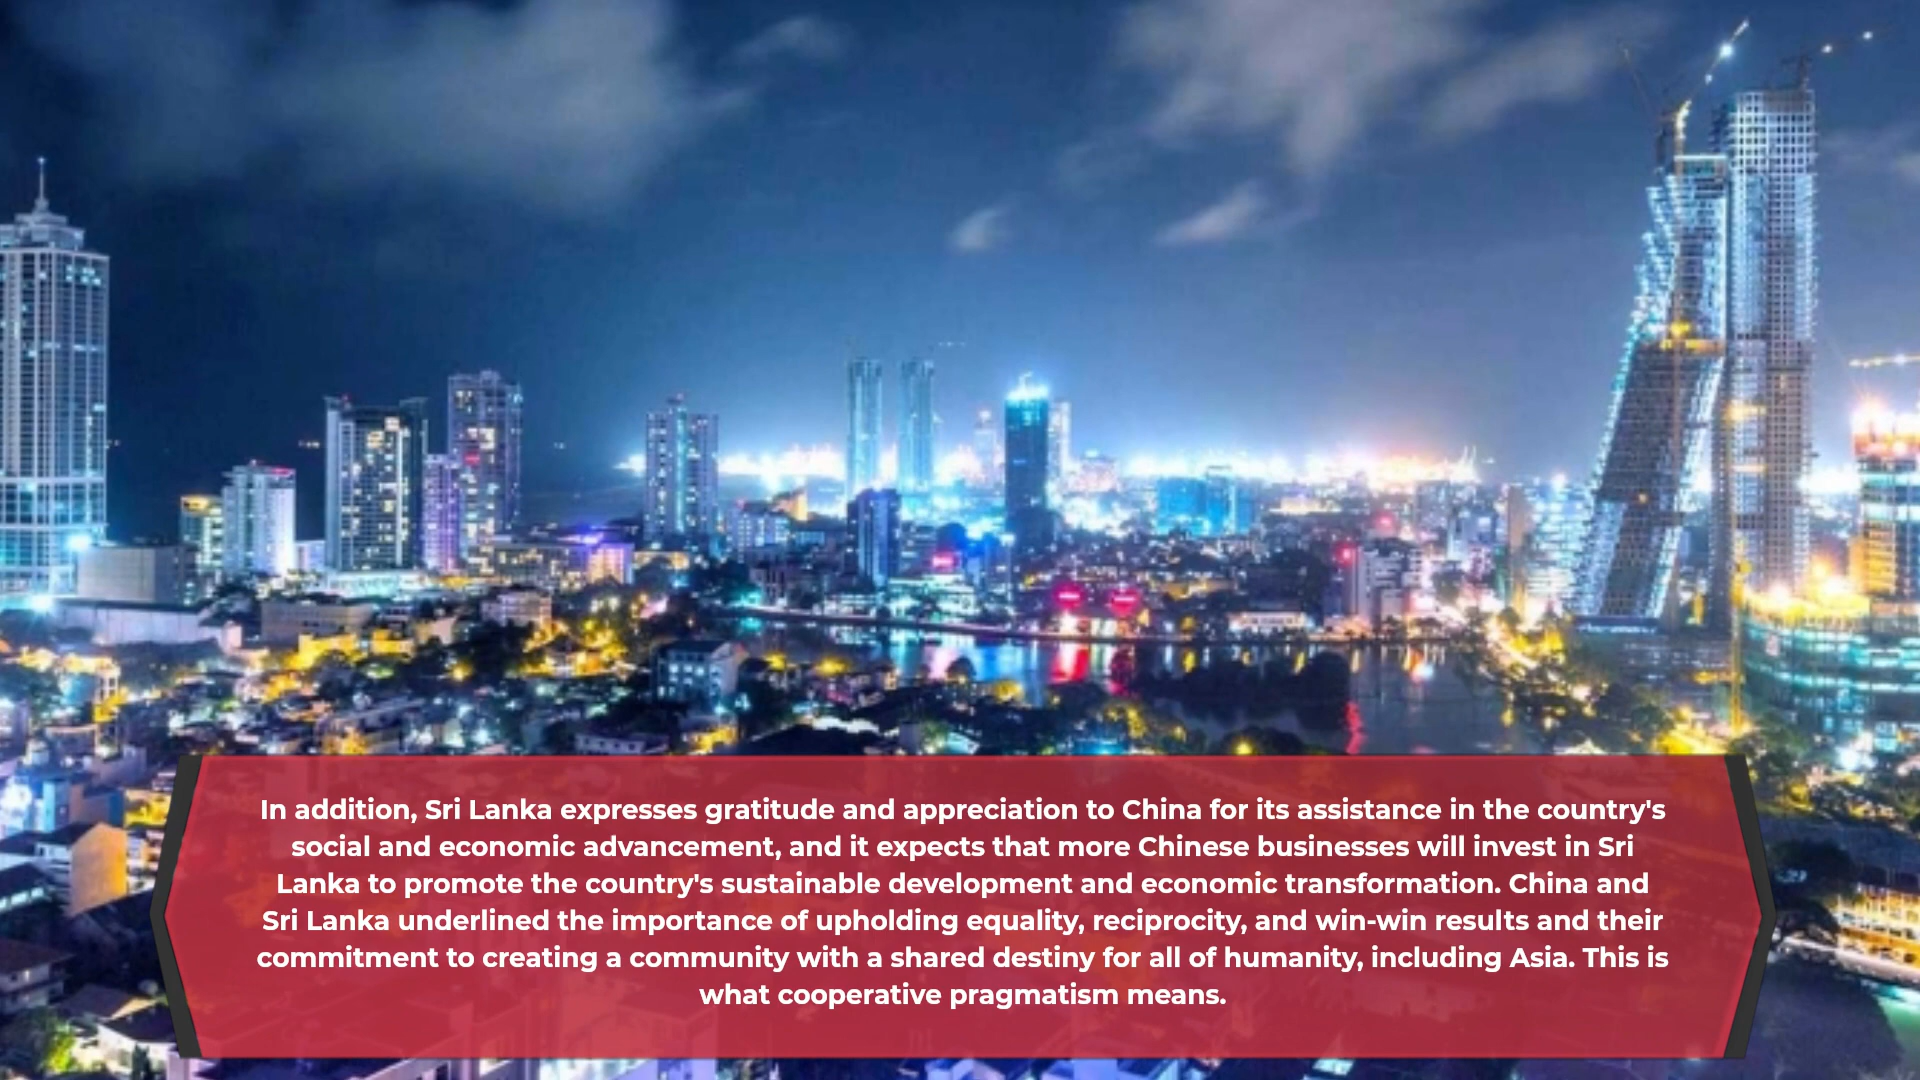 In addition, Sri Lanka expresses gratitude and appreciation to China for its assistance in the country's
social and economic advancement, and it expects that more Chinese businesses will invest in Sri
Lanka to promote the country's sustainable development and economic transformation. China and
Sri Lanka underlined the importance of upholding equality, reciprocity, and win-win results and their
commitment to creating a community with a shared destiny for all of humanity, including Asia. This is
what cooperative pragmatism means.